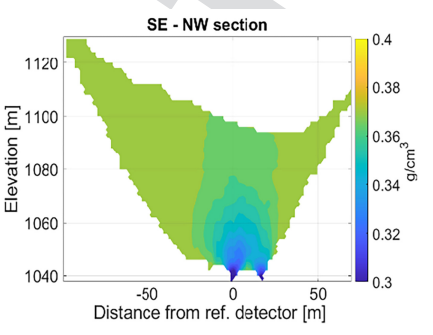 SE - NW section
1120
1100
1080
1060
1040
Elevation [m]
-50 0 50
Distance from ref. detector [m]
0.4
0.38
0.36
0.34
0.32
0.3
g/cm³